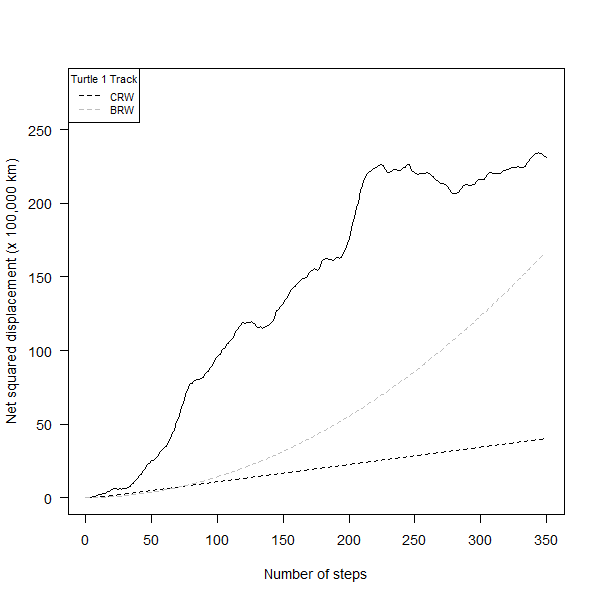 Turtle 1 Track
CRW
BRW
Net squared displacement (x 100,000 km)
250
200
150
100
50
0
0 50 100 150 200 250 300 350
Number of steps